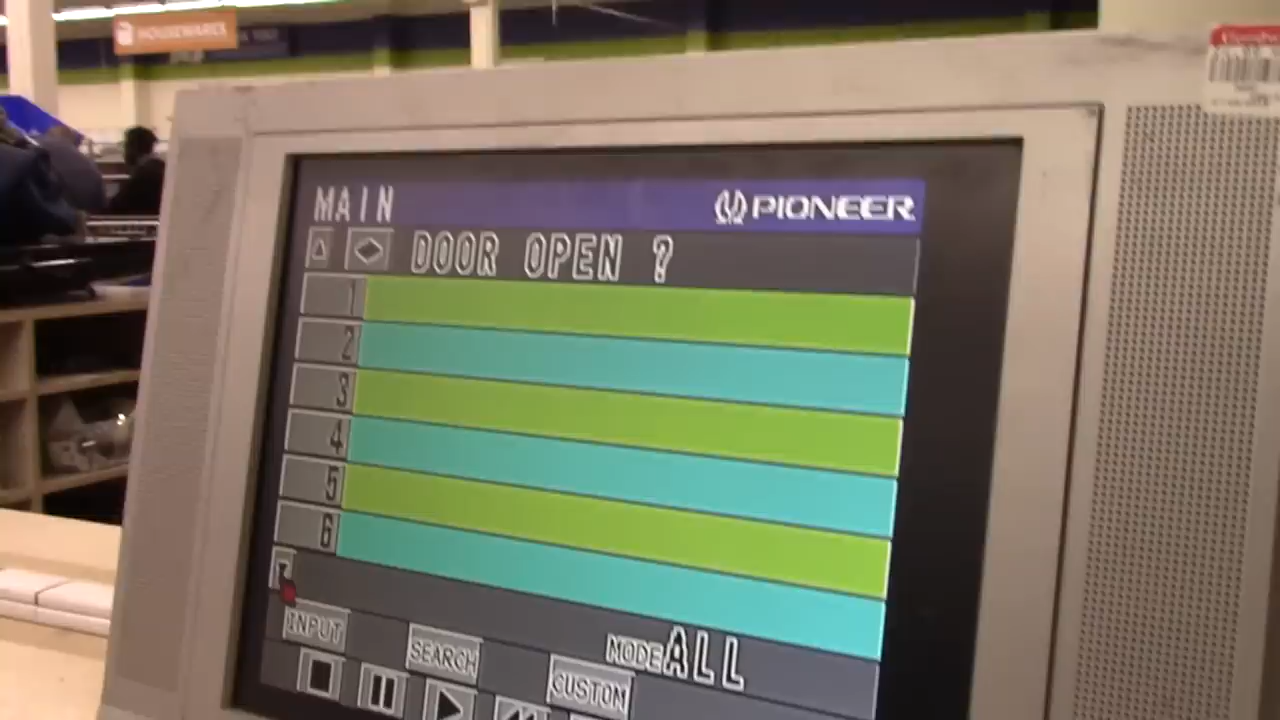 HOUSEWARES
MAIN
PIONEER
DOOR OPEN ?
1
2
3
4
5
6
INPUT
SEARCH
MODE ALL
CUSTOM